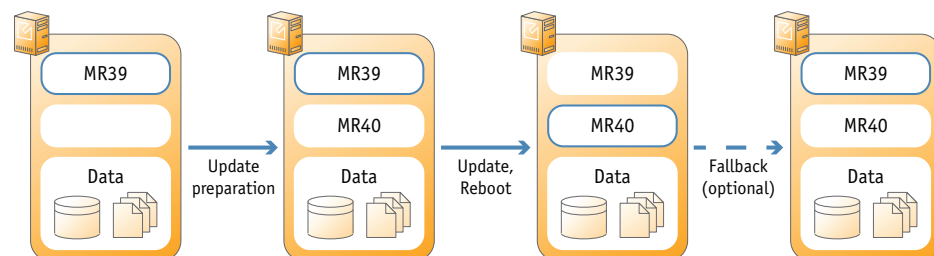 MR39
Data
Update
preparation
MR39
MR40
Data
Update,
Reboot
MR39
MR40
Data
Fallback
(optional)
MR39
MR40
Data